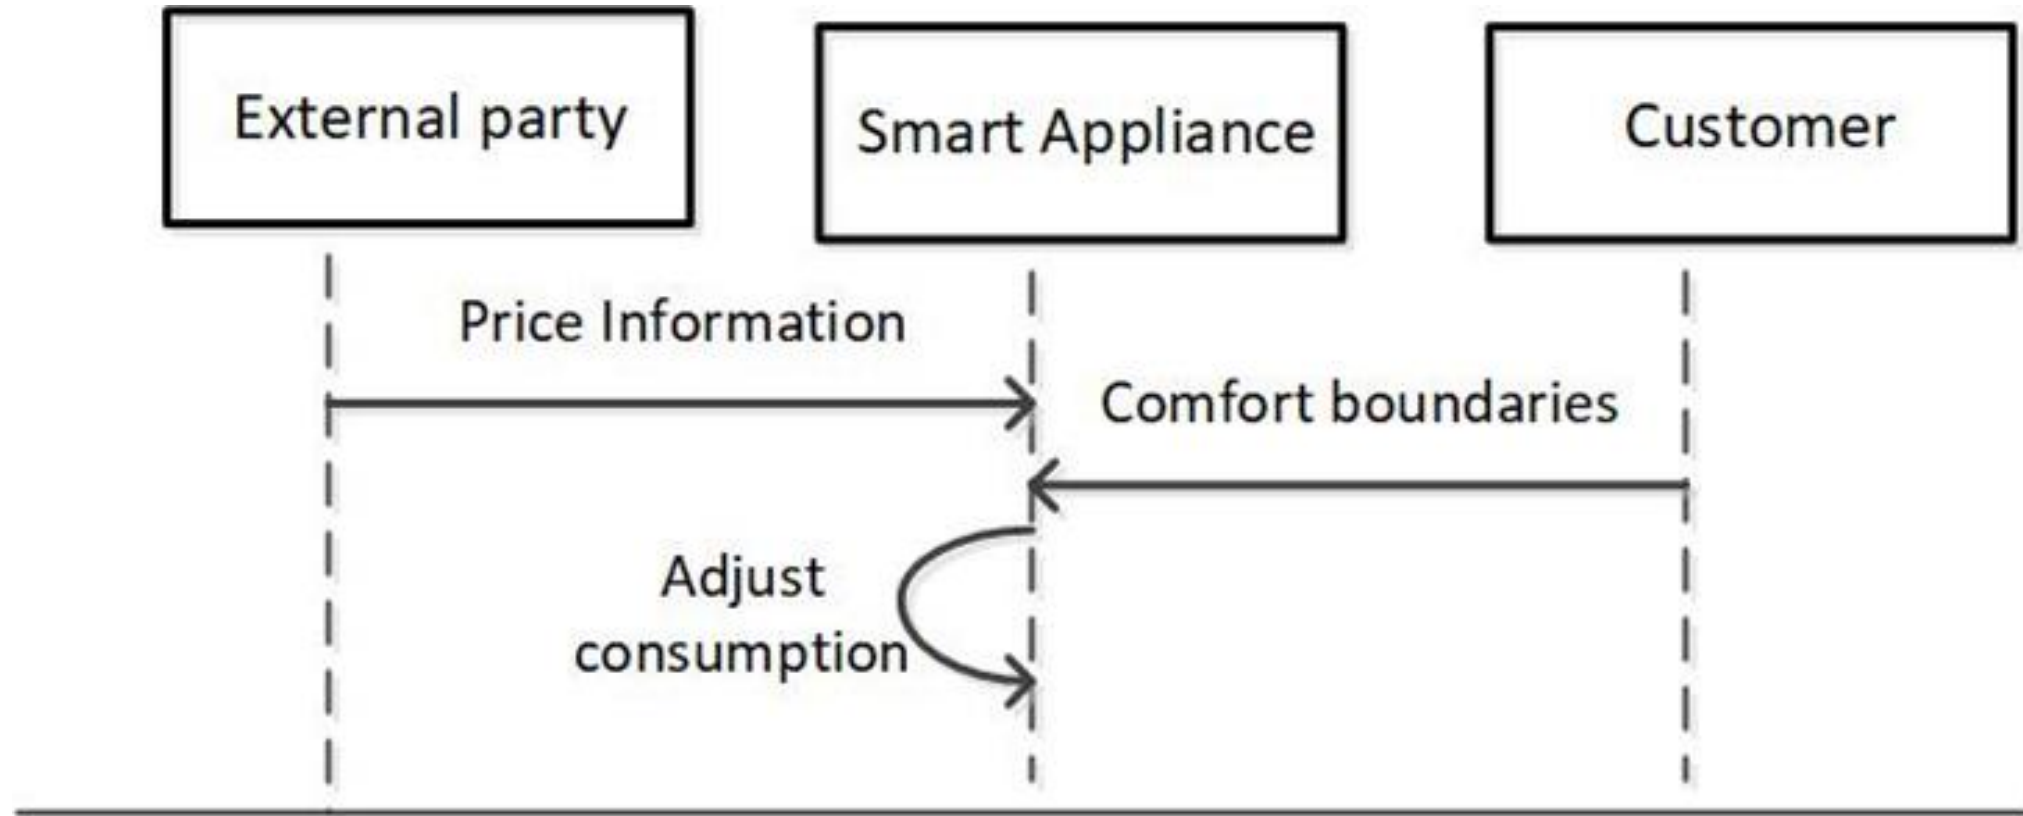 External party
Smart Appliance
Customer
Price Information
Comfort boundaries
Adjust
consumption